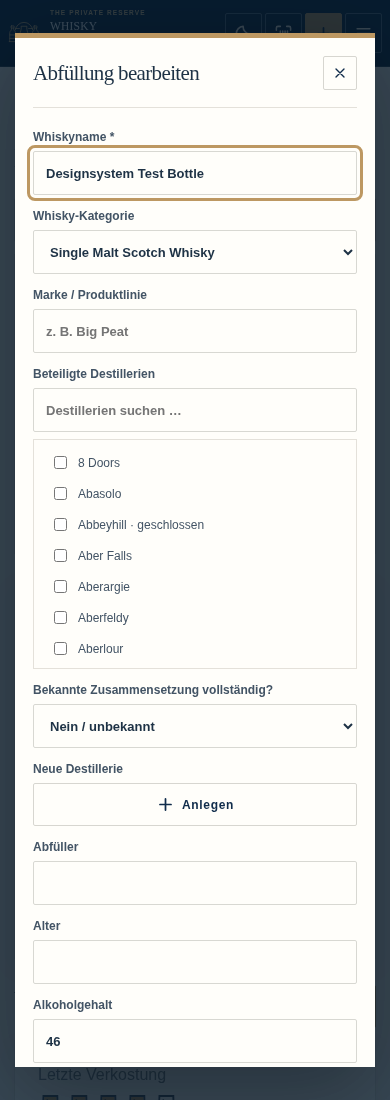 THE PRIVATE RESERVE
WHISKY
Abfüllung bearbeiten
Whiskyname *
Designsystem Test Bottle
Whisky-Kategorie
Single Malt Scotch Whisky
Marke / Produktlinie
z. B. Big Peat
Beteiligte Destillerien
Destillerien suchen …
8 Doors
Abasolo
Abbeyhill · geschlossen
Aber Falls
Aberargie
Aberfeldy
Aberlour
Bekannte Zusammensetzung vollständig?
Nein / unbekannt
Neue Destillerie
Anlegen
Abfüller
Alter
Alkoholgehalt
46
Letzte Verkostung